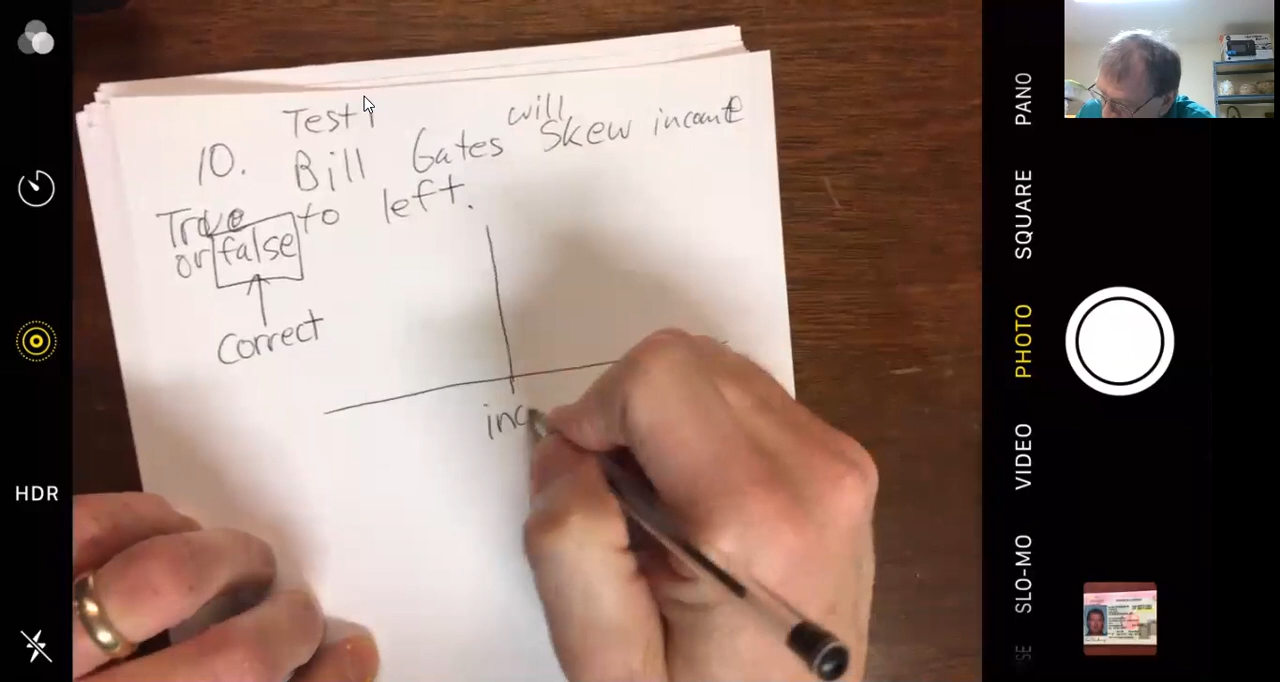 HDR
Test 1
will
10. Bill Gates Skew income
True to left.
or false
Correct
inc
PANO
SQUARE
PHOTO
VIDEO
SLO-MO
SE